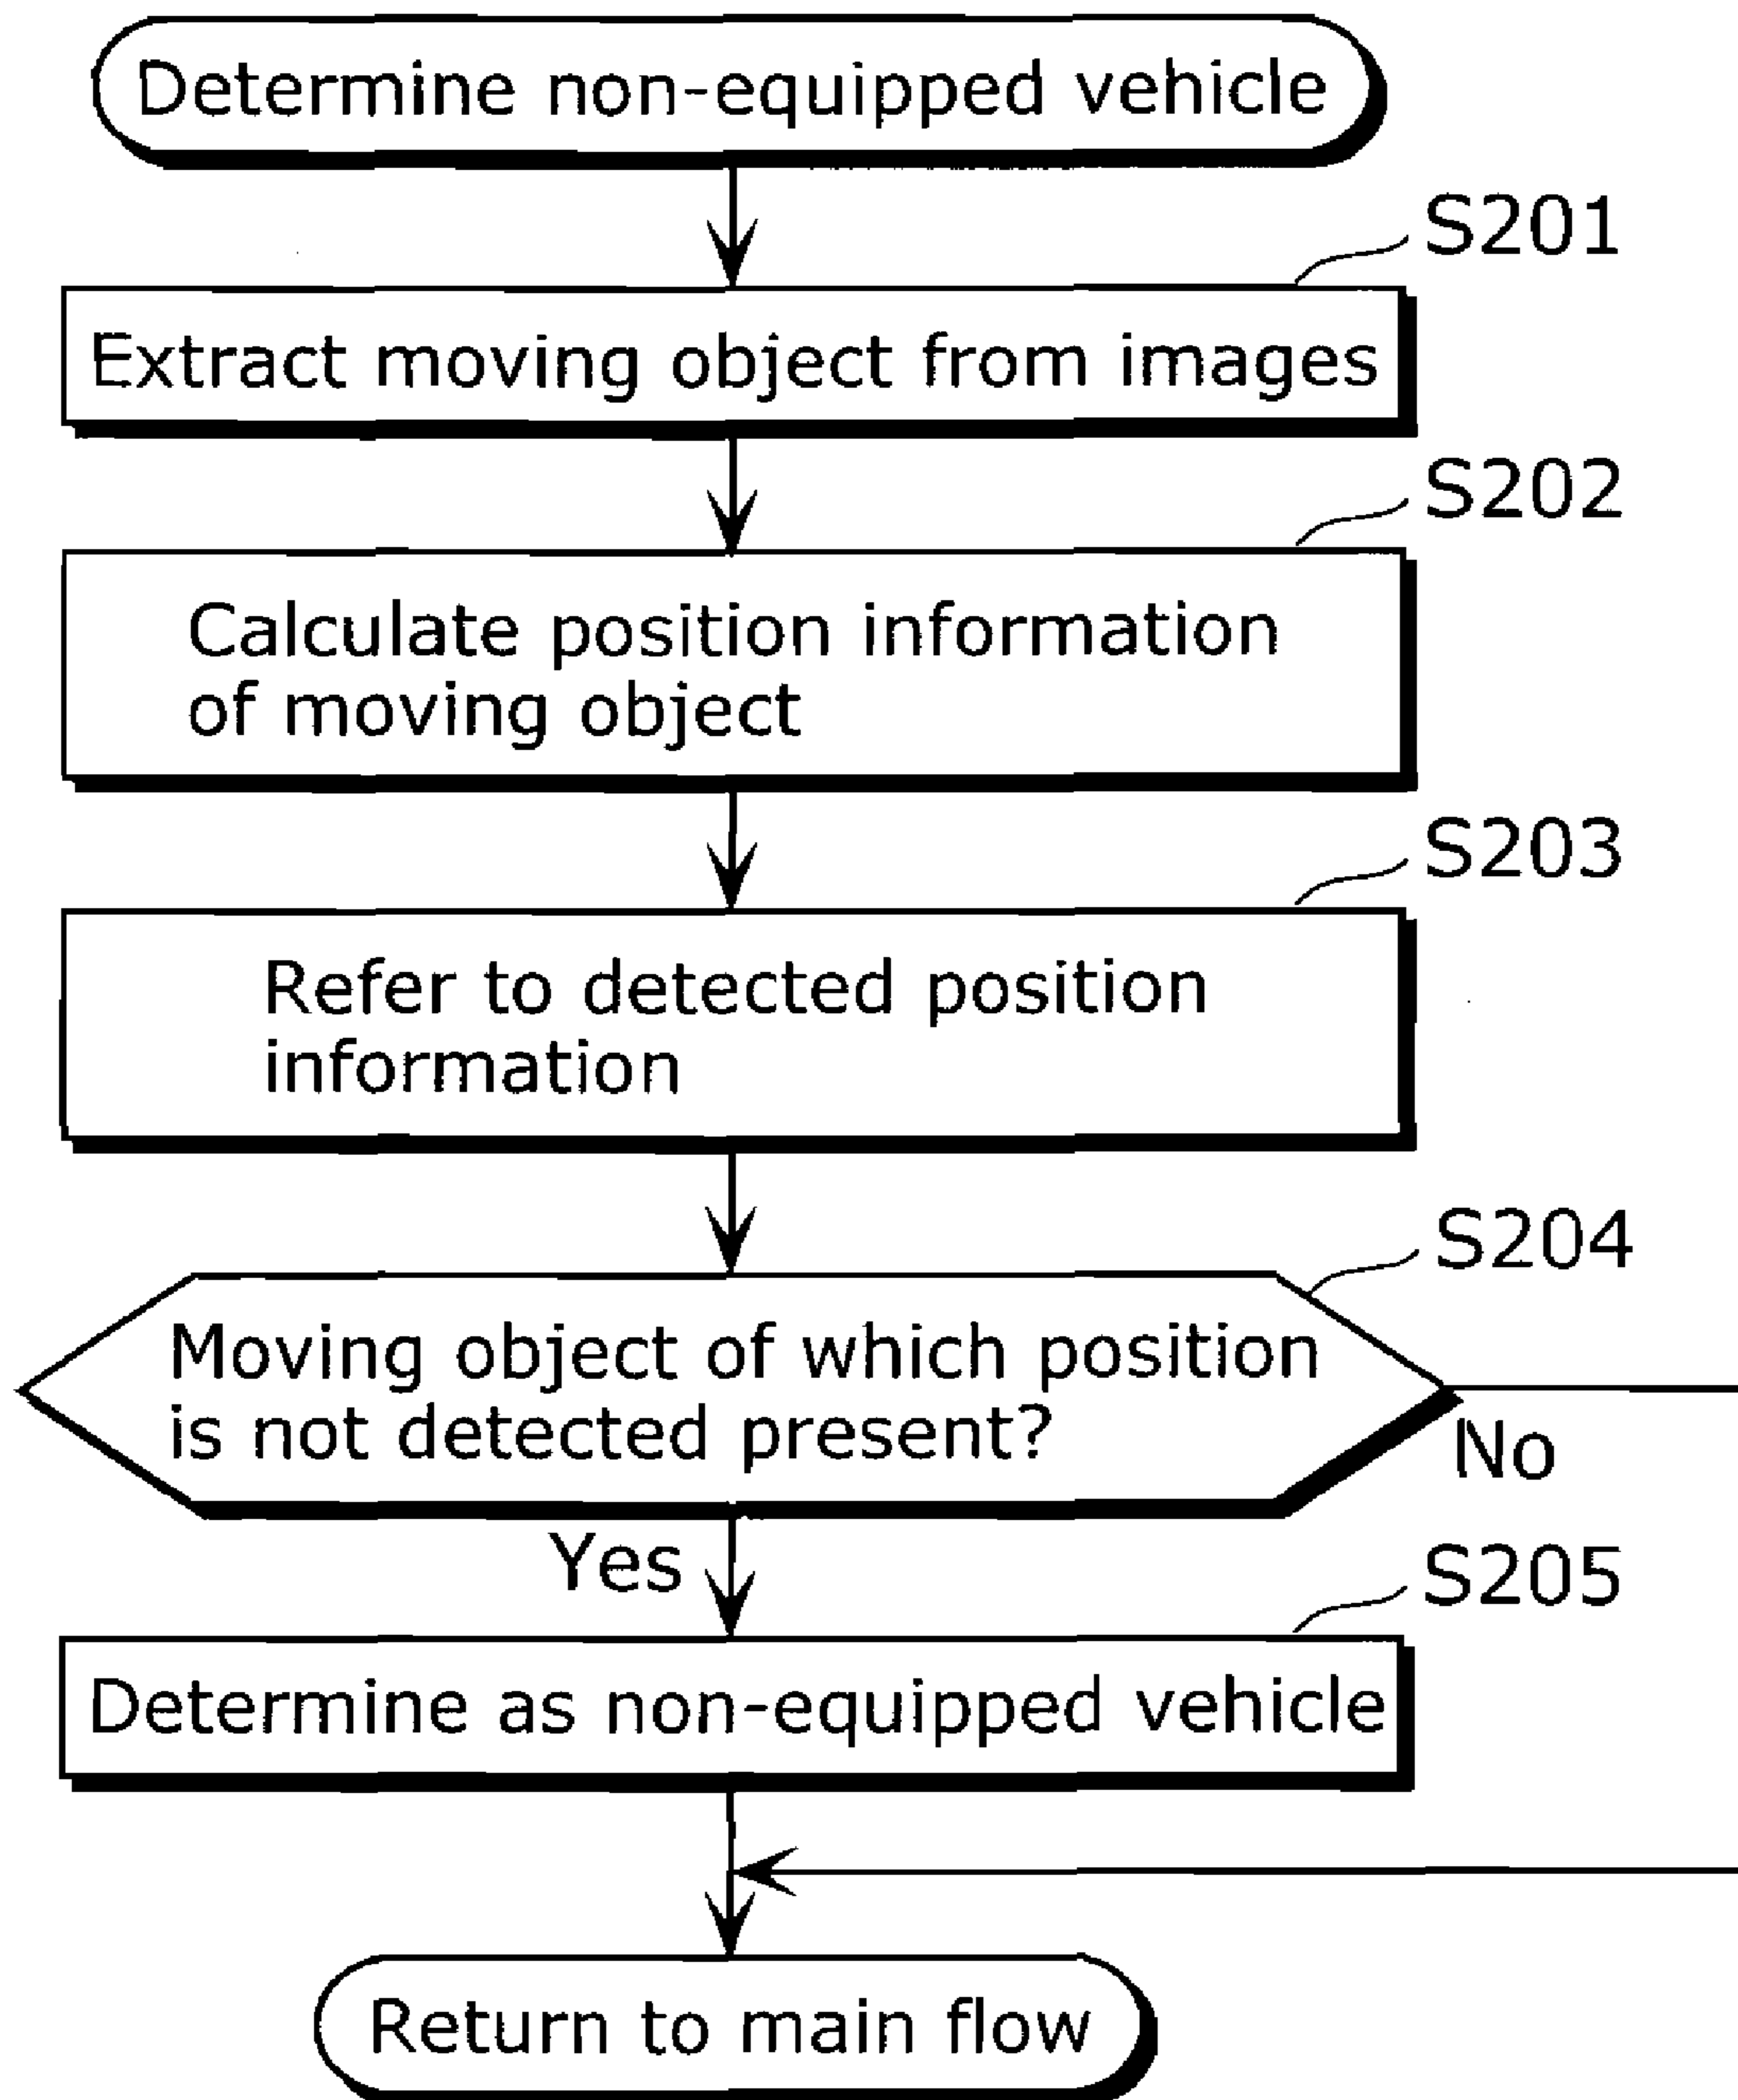 Determine non-equipped vehicle
S201
Extract moving object from images
S202
Calculate position information
of moving object
S203
Refer to detected position
information
S204
Moving object of which position
is not detected present?
No
Yes
S205
Determine as non-equipped vehicle
Return to main flow